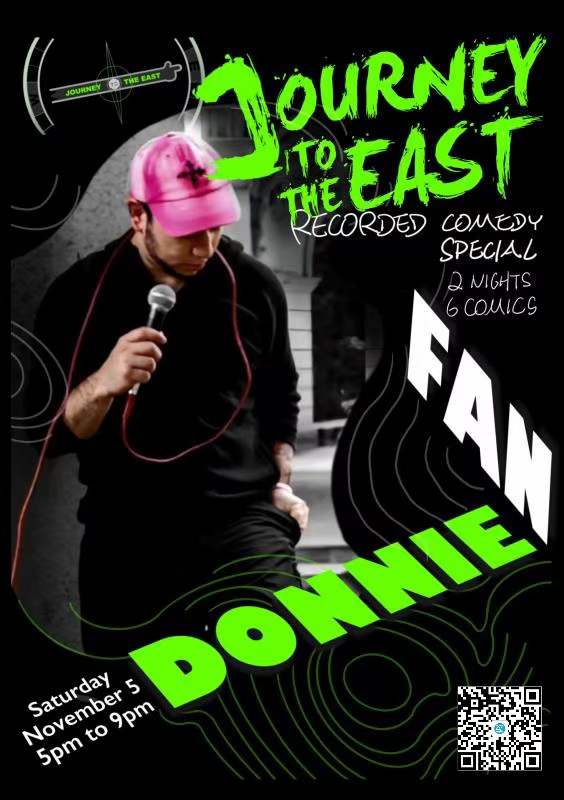 JOURNEY THE EAST
JOURNEY
TO
THE EAST
RECORDED COMEDY
SPECIAL
2 NIGHTS
6 COMICS
FAN
DONNIE
Saturday
November 5
5pm to 9pm